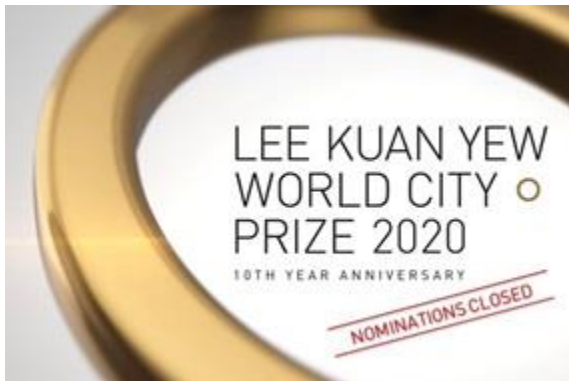 LEE KUAN YEW
WORLD CITY
PRIZE 2020
10TH YEAR ANNIVERSARY
NOMINATIONS CLOSED